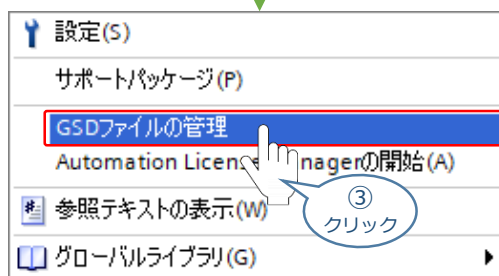 設定(S)
サポートパッケージ(P)
GSDファイルの管理
Automation License Managerの開始(A)
③
クリック
参照テキストの表示(W)
グローバルライブラリ(G)